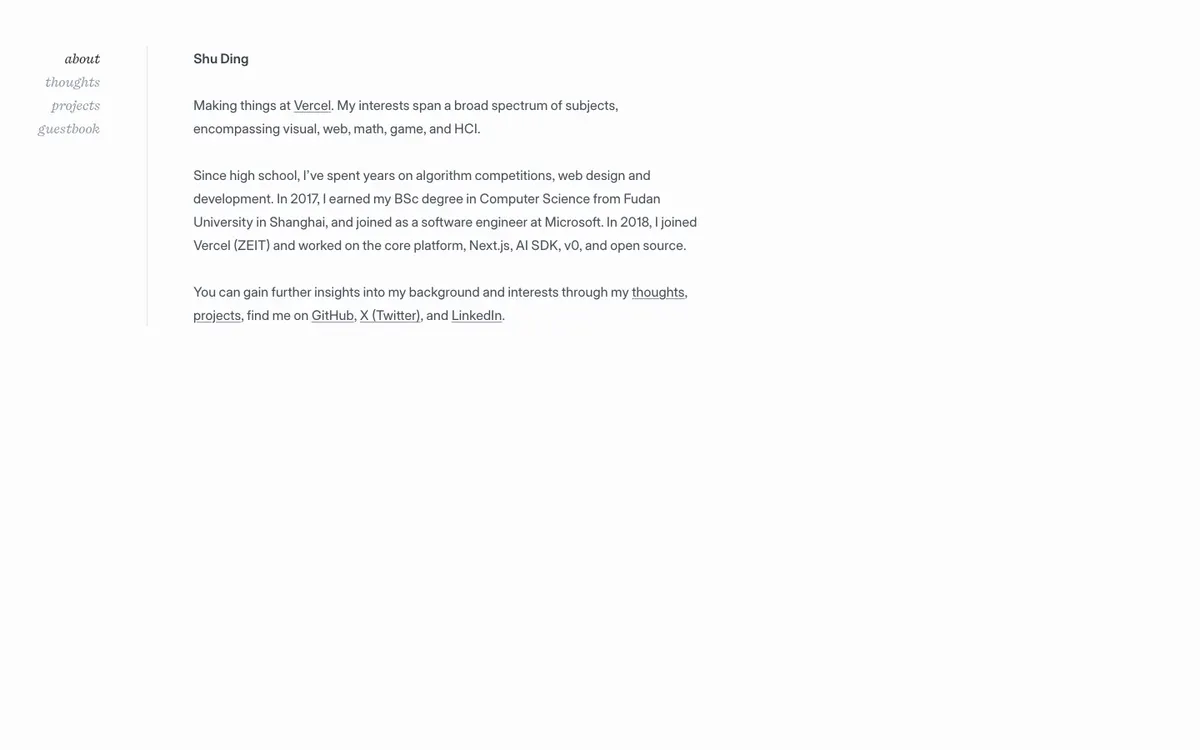 about
thoughts
projects
guestbook
Shu Ding
Making things at Vercel. My interests span a broad spectrum of subjects,
encompassing visual, web, math, game, and HCI.
Since high school, I’ve spent years on algorithm competitions, web design and
development. In 2017, I earned my BSc degree in Computer Science from Fudan
University in Shanghai, and joined as a software engineer at Microsoft. In 2018, I joined
Vercel (ZEIT) and worked on the core platform, Next.js, AI SDK, v0, and open source.
You can gain further insights into my background and interests through my thoughts,
projects, find me on GitHub, X (Twitter), and LinkedIn.